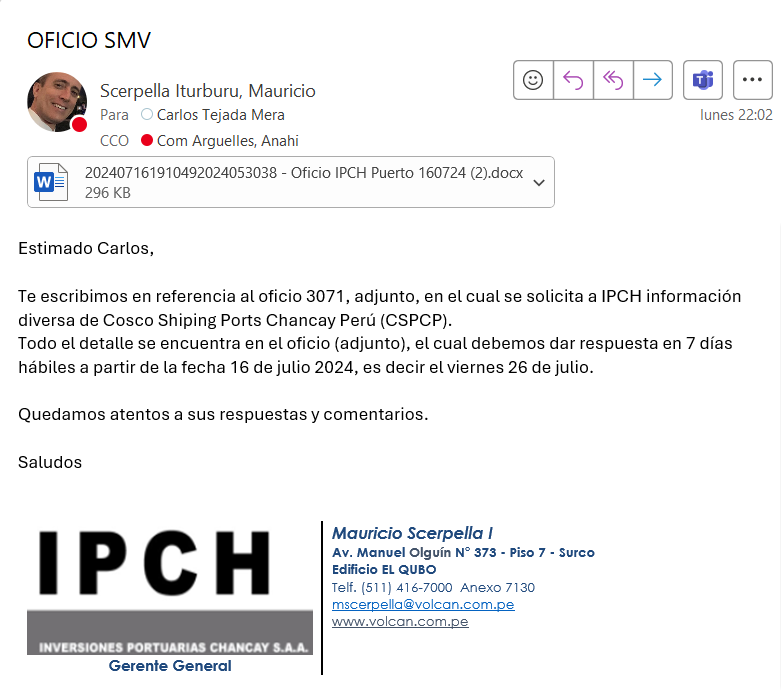 OFICIO SMV
Scerpella Iturburu, Mauricio
Para Carlos Tejada Mera
CCO Com Arguelles, Anahi
lunes 22:02
W
20240716191049​2024053038 - Oficio IPCH Puerto 160724 (2).docx
296 KB
Estimado Carlos,
Te escribimos en referencia al oficio 3071, adjunto, en el cual se solicita a IPCH información
diversa de Cosco Shiping Ports Chancay Perú (CSPCP).
Todo el detalle se encuentra en el oficio (adjunto), el cual debemos dar respuesta en 7 días
hábiles a partir de la fecha 16 de julio 2024, es decir el viernes 26 de julio.
Quedamos atentos a sus respuestas y comentarios.
Saludos
IPCH
INVERSIONES PORTUARIAS CHANCAY S.A.A.
Gerente General
Mauricio Scerpella I
Av. Manuel Olguín N° 373 - Piso 7 - Surco
Edificio EL QUBO
Telf. (511) 416-7000 Anexo 7130
mscerpella@volcan.com.pe
www.volcan.com.pe